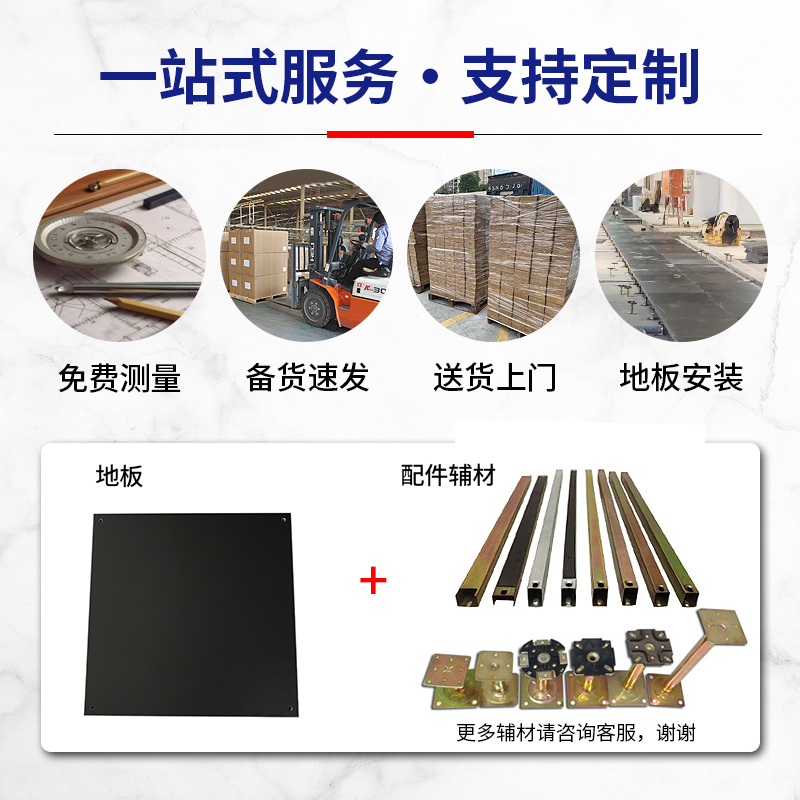 一站式服务·支持定制
免费测量
备货速发
送货上门
地板安装
地板
配件辅材
更多辅材请咨询客服，谢谢